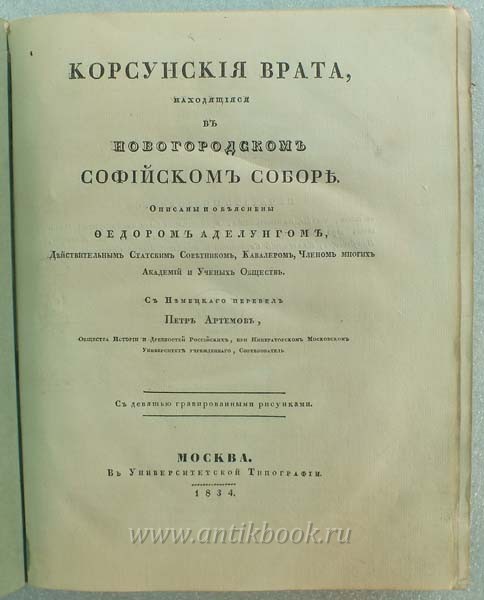 КОРСУНСКІЯ ВРАТА,
НАХОДЯЩІЯСЯ
ВЪ
НОВОГОРОДСКОМЪ
СОФІЙСКОМЪ СОБОРѢ.
Описаны и объяснены
ѲЕДОРОМЪ АДЕЛУНГОМЪ,
Дѣйствительнымъ Статскимъ Совѣтникомъ, Кавалеромъ, Членомъ многихъ
Академій и Ученыхъ Обществъ.
Съ Нѣмецкаго перевелъ
Петръ Артемовъ,
Общества Исторіи и Древностей Россійскихъ, при Императорскомъ Московскомъ
Университетѣ учрежденнаго, Соревнователь.
Съ девятью гравированными рисунками.
МОСКВА.
Въ Университетской Типографіи.
1834.
www.antikbook.ru